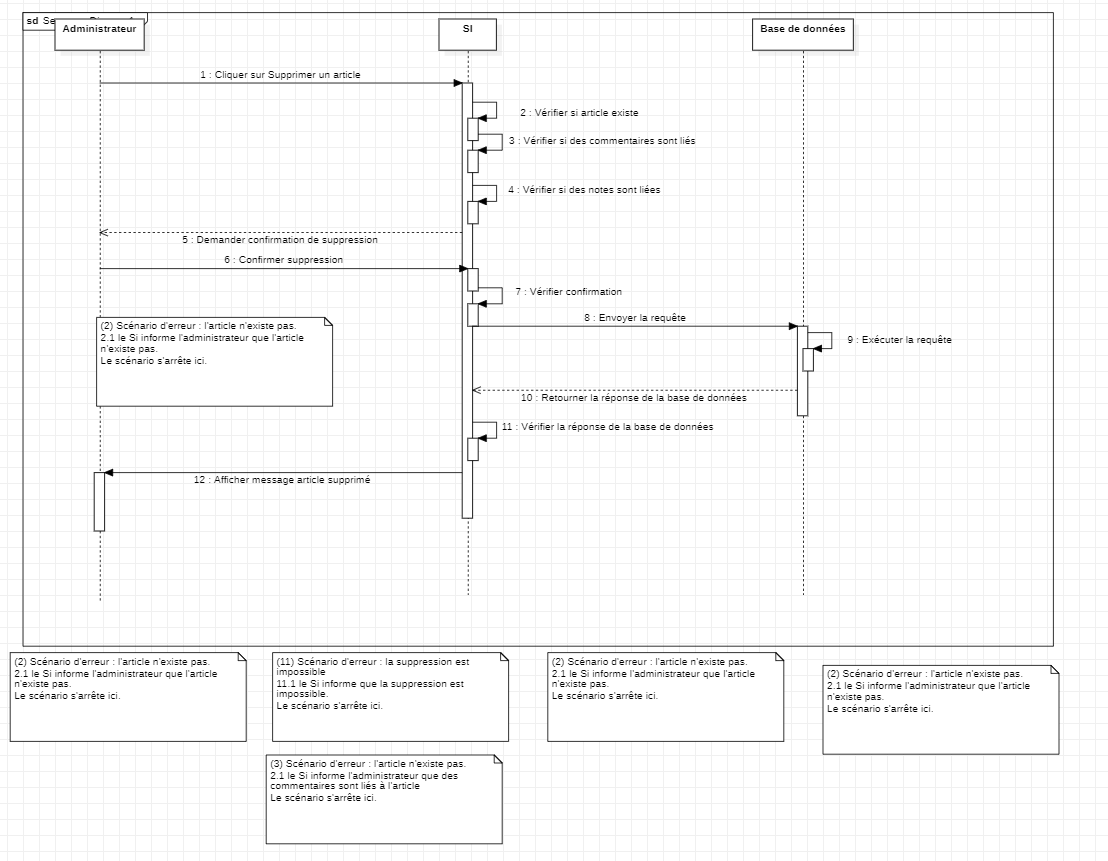 sd
Administrateur
SI
Base de données
1 : Cliquer sur Supprimer un article
2 : Vérifier si article existe
3 : Vérifier si des commentaires sont liés
4 : Vérifier si des notes sont liées
5 : Demander confirmation de suppression
6 : Confirmer suppression
7 : Vérifier confirmation
8 : Envoyer la requête
9 : Exécuter la requête
(2) Scénario d'erreur : l'article n'existe pas.
2.1 le Si informe l'administrateur que l'article
n'existe pas.
Le scénario s'arrête ici.
10 : Retourner la réponse de la base de données
11 : Vérifier la réponse de la base de données
12 : Afficher message article supprimé
(2) Scénario d'erreur : l'article n'existe pas.
2.1 le Si informe l'administrateur que l'article
n'existe pas.
Le scénario s'arrête ici.
(11) Scénario d'erreur : la suppression est
impossible
11.1 le Si informe que la suppression est
impossible.
Le scénario s'arrête ici.
(2) Scénario d'erreur : l'article n'existe pas.
2.1 le Si informe l'administrateur que l'article
n'existe pas.
Le scénario s'arrête ici.
(2) Scénario d'erreur : l'article n'existe pas.
2.1 le Si informe l'administrateur que l'article
n'existe pas.
Le scénario s'arrête ici.
(3) Scénario d'erreur : l'article n'existe pas.
2.1 le Si informe l'administrateur que des
commentaires sont liés à l'article
Le scénario s'arrête ici.